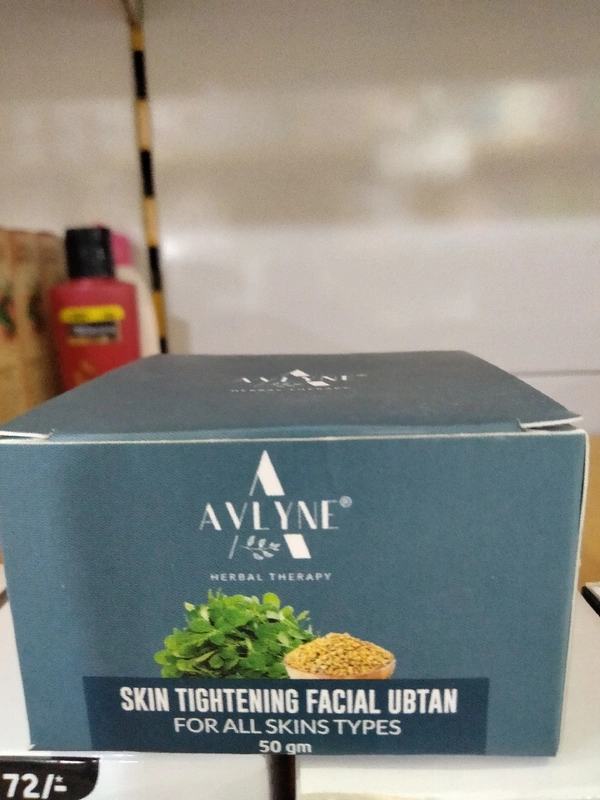 AVLYNE®
HERBAL THERAPY
AVLYNE®
HERBAL THERAPY
SKIN TIGHTENING FACIAL UBTAN
FOR ALL SKINS TYPES
50 gm
72/-*